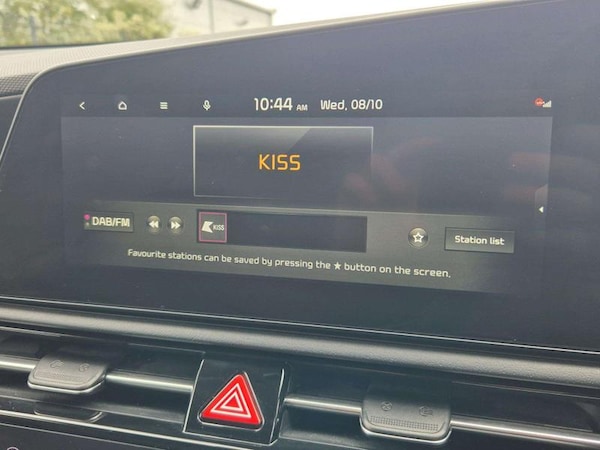 10:44 AM Wed, 08/10
KISS
DAB/FM
KISS
Station list
Favourite stations can be saved by pressing the ★ button on the screen.